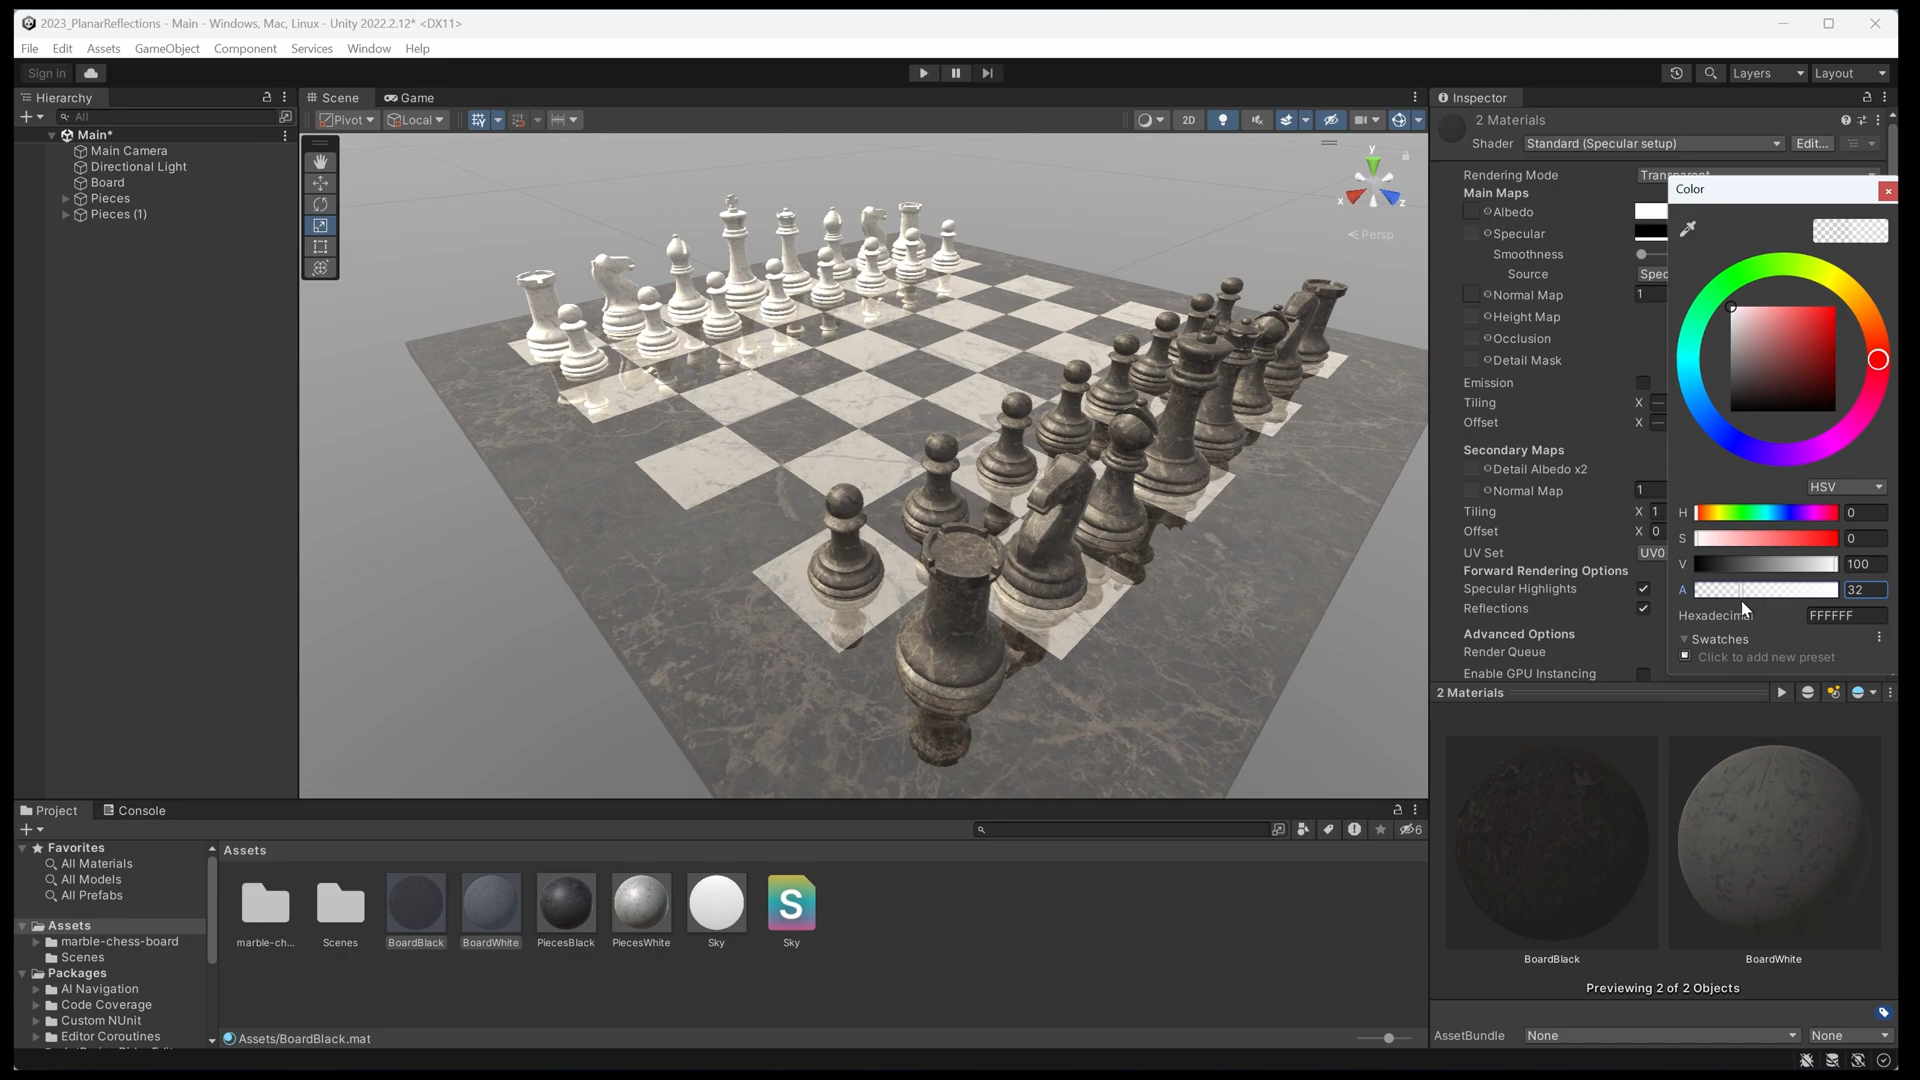 2023_PlanarReflections - Main - Windows, Mac, Linux - Unity 2022.2.12* <DX11>
File Edit Assets GameObject Component Services Window Help
Sign in
Layers
Layout
Hierarchy
All
Main*
Main Camera
Directional Light
Board
Pieces
Pieces (1)
Scene
Game
Pivot
Local
2D
y
x
z
Persp
Inspector
2 Materials
Shader
Standard (Specular setup)
Edit...
Rendering Mode
Main Maps
Albedo
Specular
Smoothness
Source
Normal Map
1
Height Map
Occlusion
Detail Mask
Emission
Tiling
X
Offset
X
Secondary Maps
Detail Albedo x2
Normal Map
1
Tiling
X 1
Offset
X 0
UV Set
UV0
Forward Rendering Options
Specular Highlights
Reflections
Advanced Options
Render Queue
Enable GPU Instancing
Color
HSV
H 0
S 0
V 100
A 32
FFFFFF
Swatches
Click to add new preset
2 Materials
BoardBlack
BoardWhite
Previewing 2 of 2 Objects
AssetBundle
None
None
Project
Console
6
Favorites
All Materials
All Models
All Prefabs
Assets
marble-chess-board
Scenes
Packages
AI Navigation
Code Coverage
Custom NUnit
Editor Coroutines
Assets
marble-ch...
Scenes
BoardBlack
BoardWhite
PiecesBlack
PiecesWhite
Sky
S
Sky
Assets/BoardBlack.mat